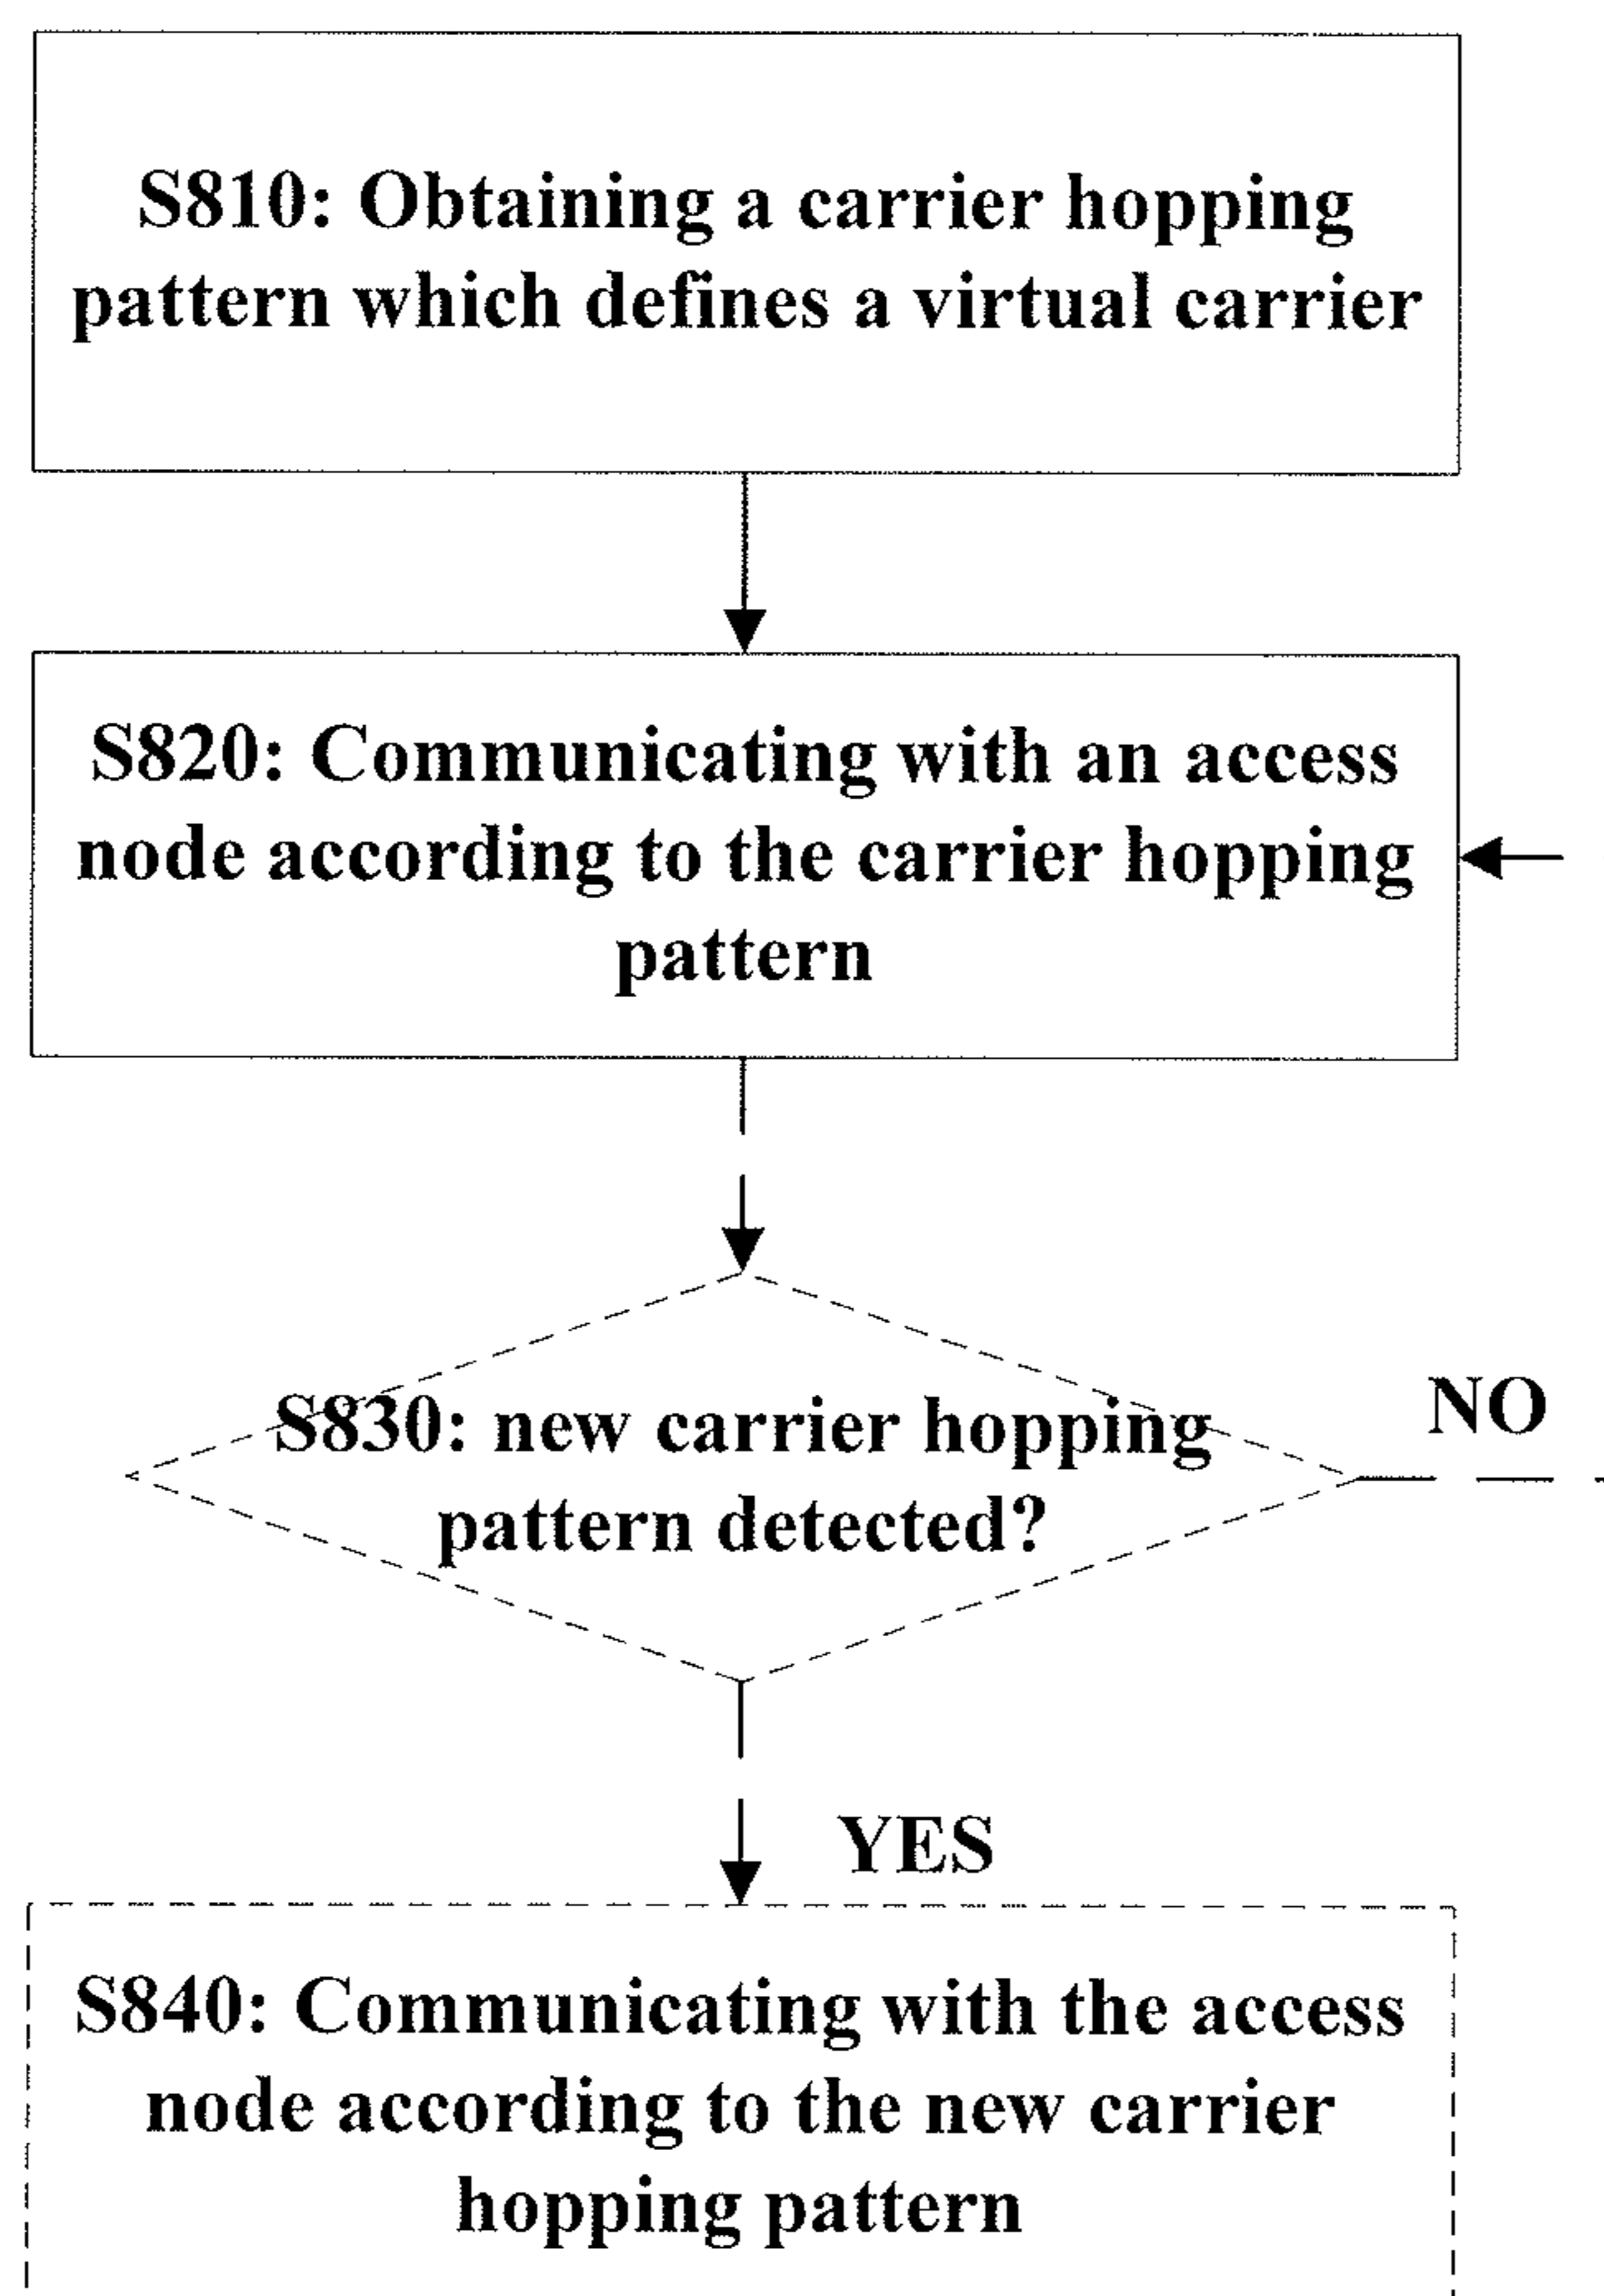 S810: Obtaining a carrier hopping
pattern which defines a virtual carrier
S820: Communicating with an access
node according to the carrier hopping
pattern
S830: new carrier hopping
pattern detected?
NO
YES
S840: Communicating with the access
node according to the new carrier
hopping pattern